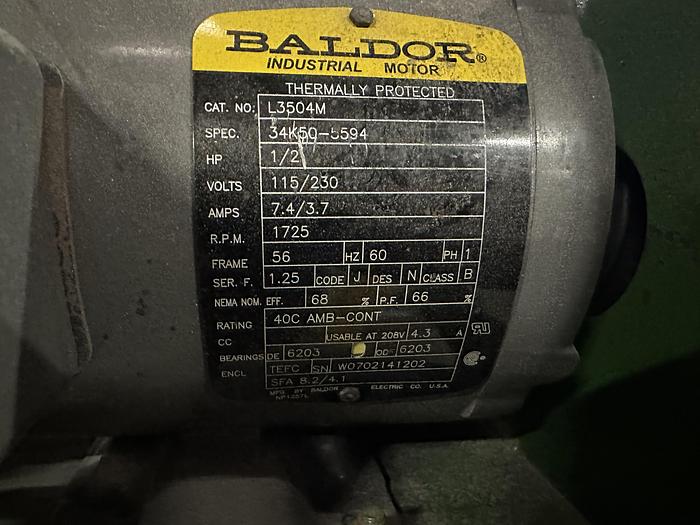 BALDOR®
INDUSTRIAL MOTOR
THERMALLY PROTECTED
CAT. NO. L3504M
SPEC. 34K50-5594
HP 1/2
VOLTS 115/230
AMPS 7.4/3.7
R.P.M. 1725
FRAME 56 HZ 60 PH 1
SER. F. 1.25 CODE J DES N CLASS B
NEMA NOM. EFF. 68 % P.F. 66 %
RATING 40C AMB-CONT
CC USABLE AT 208V 4.3 A
BEARINGS DE 6203 OD 6203
ENCL TEFC SN W0702141202
SFA 8.2/4.1
MFG. BY BALDOR ELECTRIC CO. U.S.A.